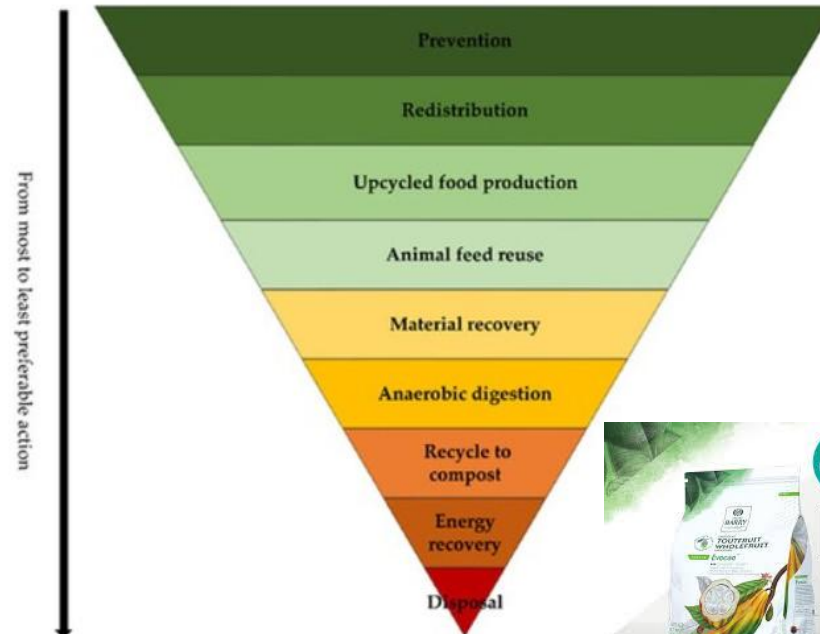 From most to least preferable action
Prevention
Redistribution
Upcycled food production
Animal feed reuse
Material recovery
Anaerobic digestion
Recycle to
compost
Energy
recovery
Disposal
BARRY
WHOLEFRUIT
Evocao